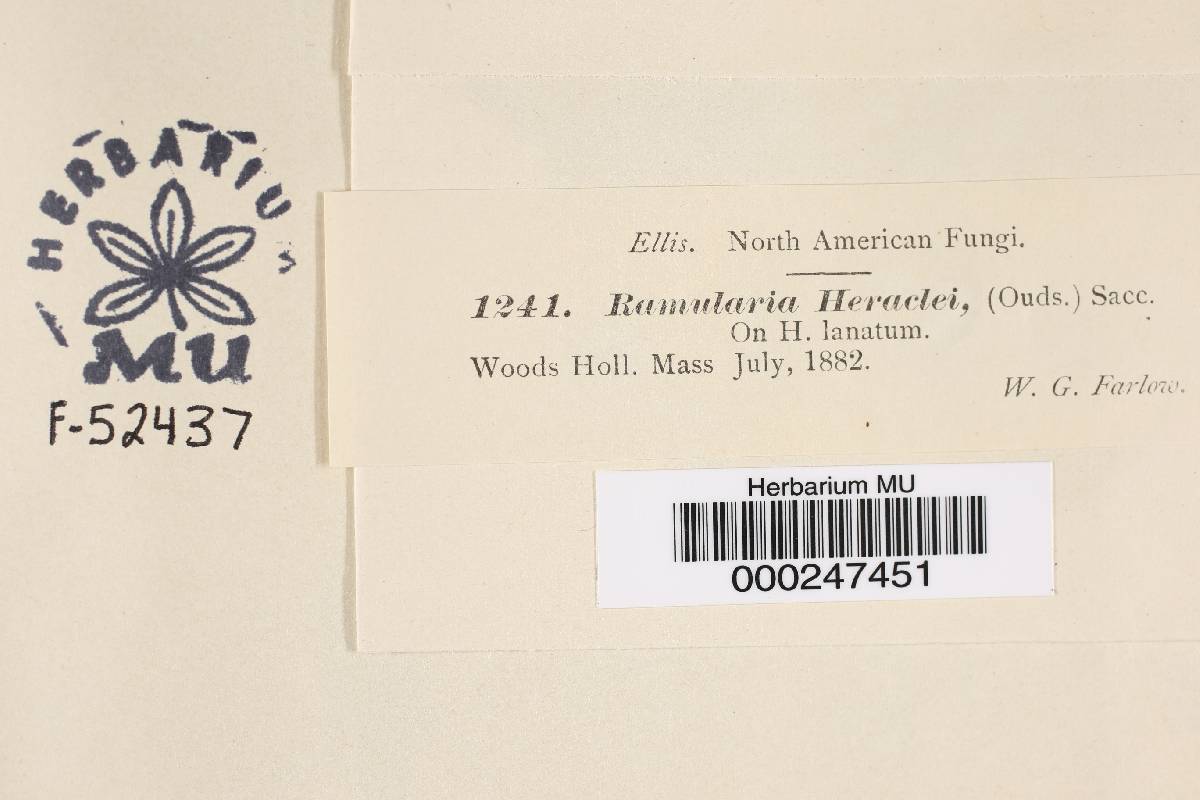 HERBARIU
MU
F-52437
Ellis. North American Fungi.
1241. Ramularia Heraclei, (Ouds.) Sacc.
On H. lanatum.
Woods Holl. Mass July, 1882.
W. G. Farlow.
Herbarium MU
000247451